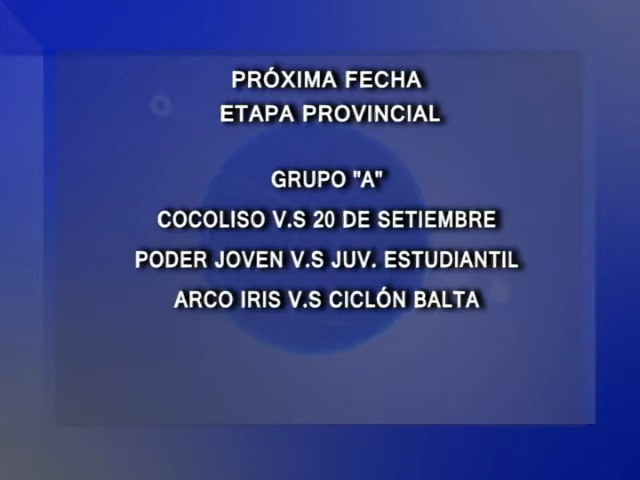 PRÓXIMA FECHA
ETAPA PROVINCIAL
GRUPO "A"
COCOLISO V.S 20 DE SETIEMBRE
PODER JOVEN V.S JUV. ESTUDIANTIL
ARCO IRIS V.S CICLÓN BALTA